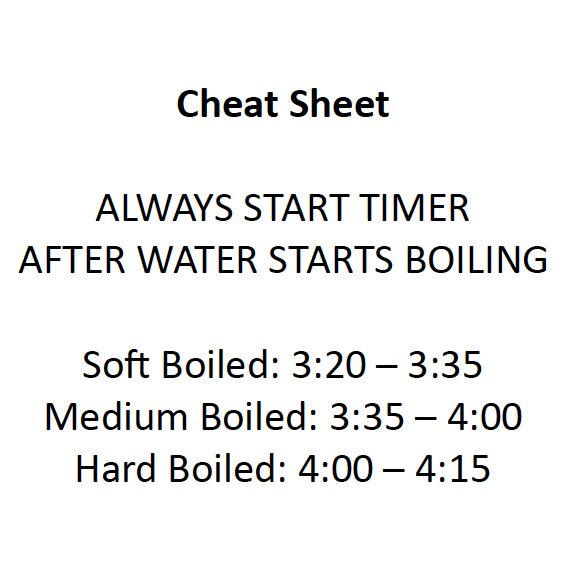 Cheat Sheet
ALWAYS START TIMER
AFTER WATER STARTS BOILING
Soft Boiled: 3:20 – 3:35
Medium Boiled: 3:35 – 4:00
Hard Boiled: 4:00 – 4:15